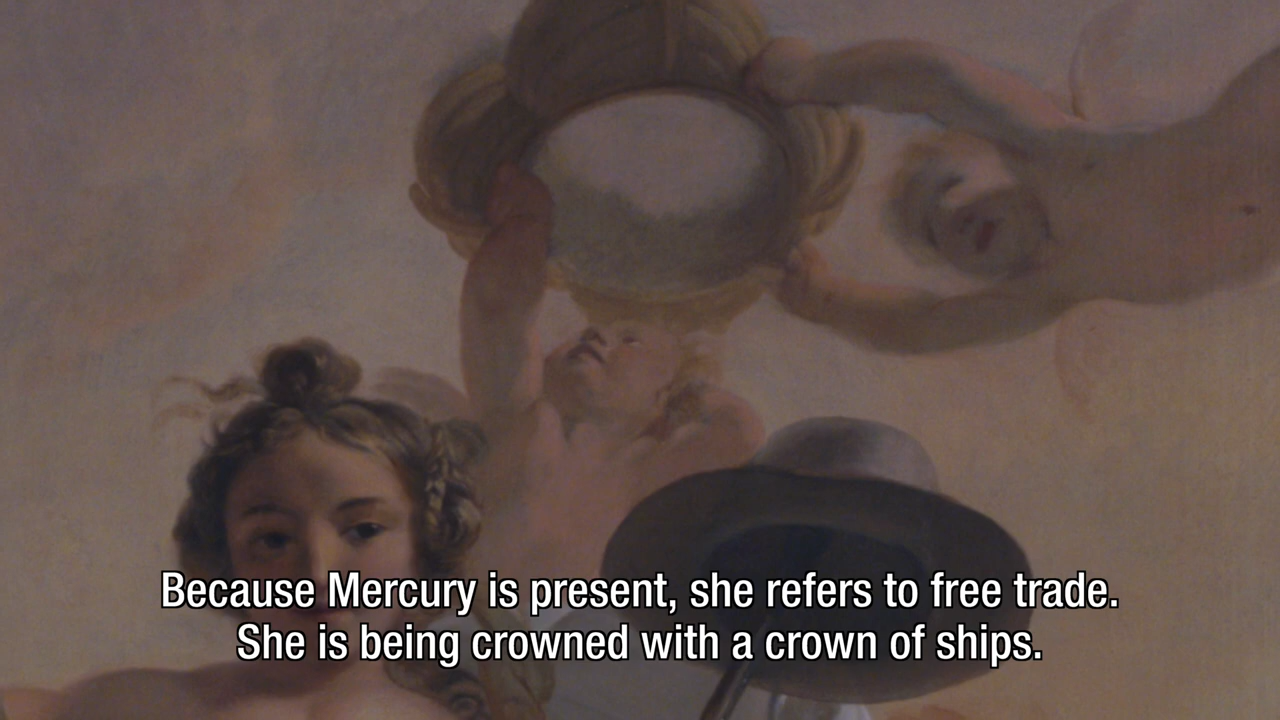 Because Mercury is present, she refers to free trade.
She is being crowned with a crown of ships.